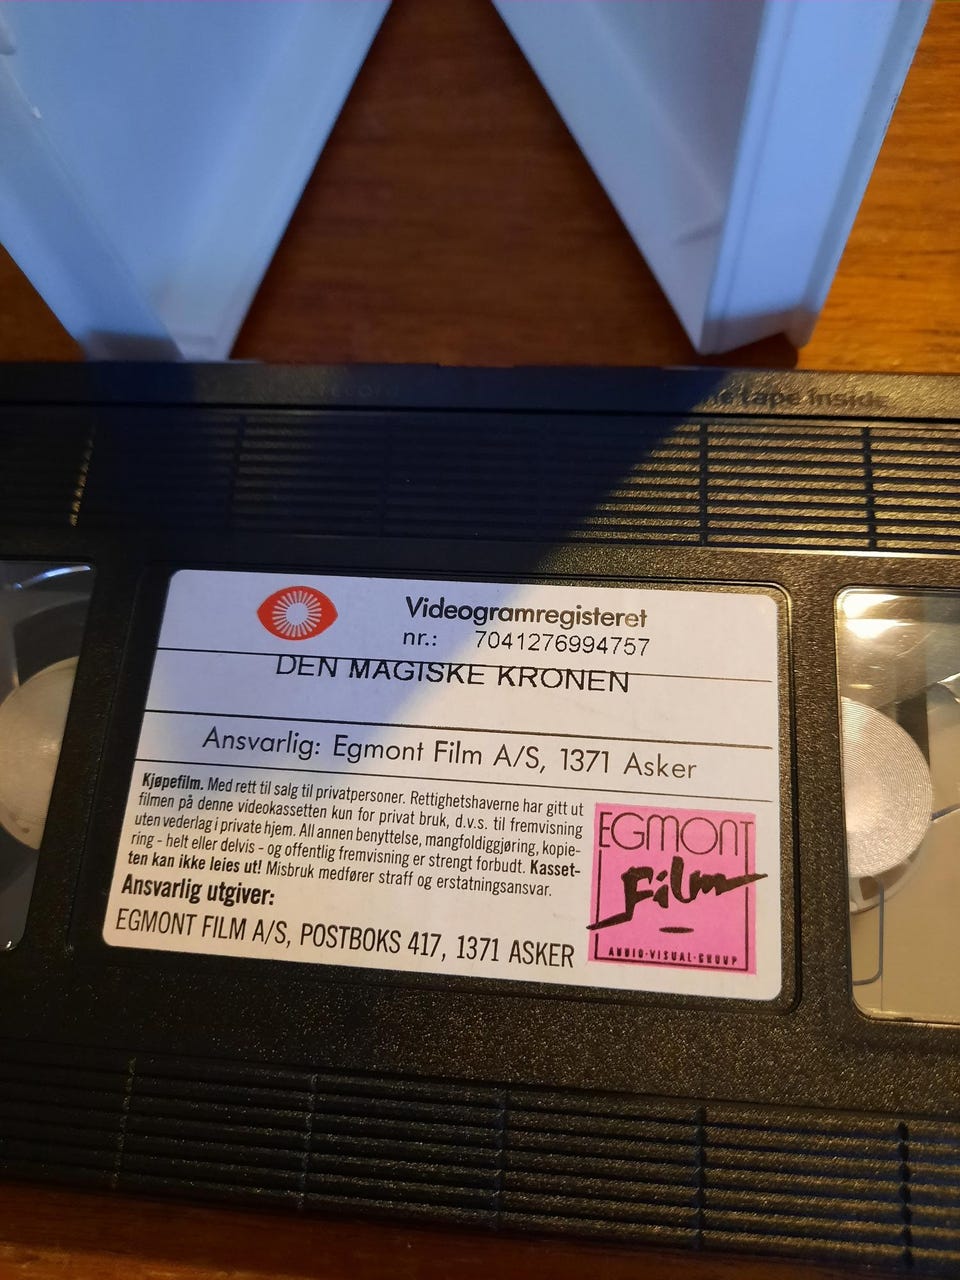 tape inside
Videogramregisteret
nr.: 7041276994757
DEN MAGISKE KRONEN
Ansvarlig: Egmont Film A/S, 1371 Asker
Kjøpefilm. Med rett til salg til privatpersoner. Rettighetshaverne har gitt ut
filmen på denne videokassetten kun for privat bruk, d.v.s. til fremvisning
uten vederlag i private hjem. All annen benyttelse, mangfoldiggjøring, kopie-
ring - helt eller delvis - og offentlig fremvisning er strengt forbudt. Kasset-
ten kan ikke leies ut! Misbruk medfører straff og erstatningsansvar.
Ansvarlig utgiver:
EGMONT FILM A/S, POSTBOKS 417, 1371 ASKER
EGMONT
Film
AUDIO·VISUAL·GROUP